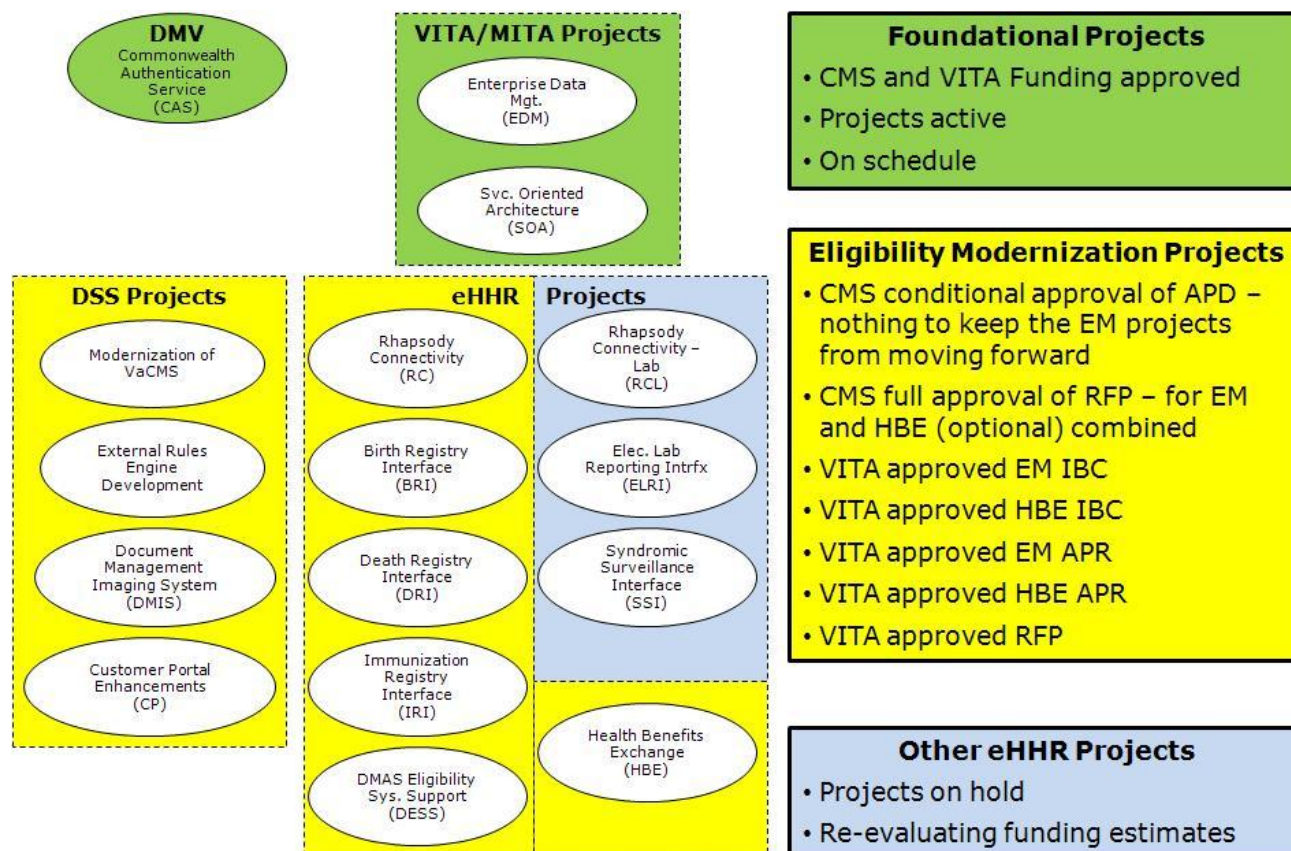 DMV
Commonwealth
Authentication
Service
(CAS)
VITA/MITA Projects
Enterprise Data
Mgt.
(EDM)
Svc. Oriented
Architecture
(SOA)
Foundational Projects
• CMS and VITA Funding approved
• Projects active
• On schedule
DSS Projects
Modernization of
VaCMS
External Rules
Engine
Development
Document
Management
Imaging System
(DMIS)
Customer Portal
Enhancements
(CP)
eHHR Projects
Rhapsody
Connectivity
(RC)
Birth Registry
Interface
(BRI)
Death Registry
Interface
(DRI)
Immunization
Registry
Interface
(IRI)
DMAS Eligibility
Sys. Support
(DESS)
Rhapsody
Connectivity –
Lab
(RCL)
Elec. Lab
Reporting Intrfx
(ELRI)
Syndromic
Surveillance
Interface
(SSI)
Health Benefits
Exchange
(HBE)
Eligibility Modernization Projects
• CMS conditional approval of APD –
nothing to keep the EM projects
from moving forward
• CMS full approval of RFP – for EM
and HBE (optional) combined
• VITA approved EM IBC
• VITA approved HBE IBC
• VITA approved EM APR
• VITA approved HBE APR
• VITA approved RFP
Other eHHR Projects
• Projects on hold
• Re-evaluating funding estimates